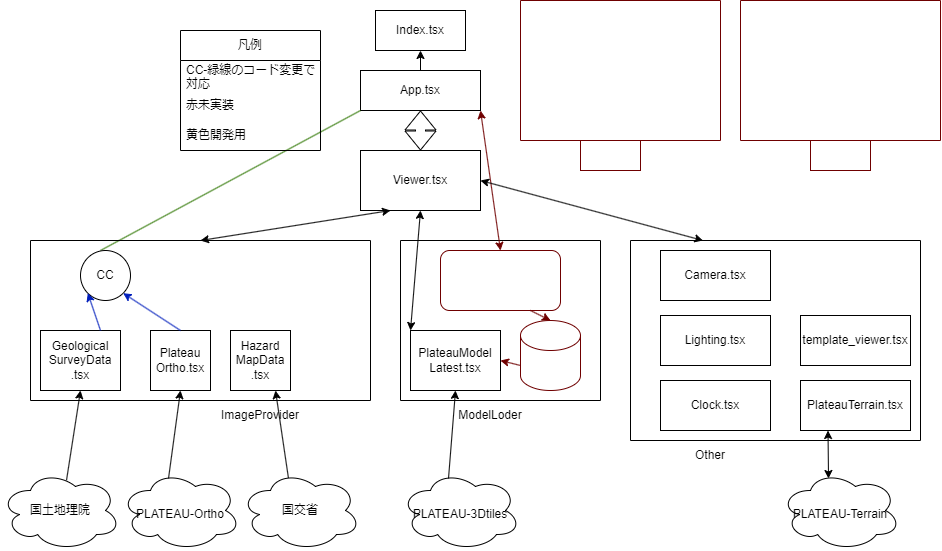 Index.tsx
凡例
CC-緑線のコード変更で
対応
赤未実装
黄色開発用
App.tsx
Viewer.tsx
CC
Geological
SurveyData
.tsx
Plateau
Ortho.tsx
Hazard
MapData
.tsx
ImageProvider
PlateauModel
Latest.tsx
ModelLoder
Camera.tsx
Lighting.tsx
template_viewer.tsx
Clock.tsx
PlateauTerrain.tsx
Other
国土地理院
PLATEAU-Ortho
国交省
PLATEAU-3Dtiles
PLATEAU-Terrain